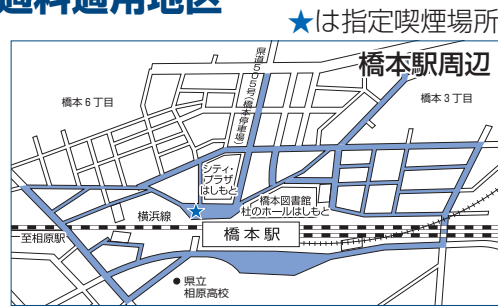 過料適用地区
★は指定喫煙場所
橋本駅周辺
県道505号(橋本停車場)
橋本6丁目
橋本3丁目
シティ・
プラザ
はしもと
橋本図書館
杜のホールはしもと
横浜線
橋本駅
至相原駅
●県立
相原高校